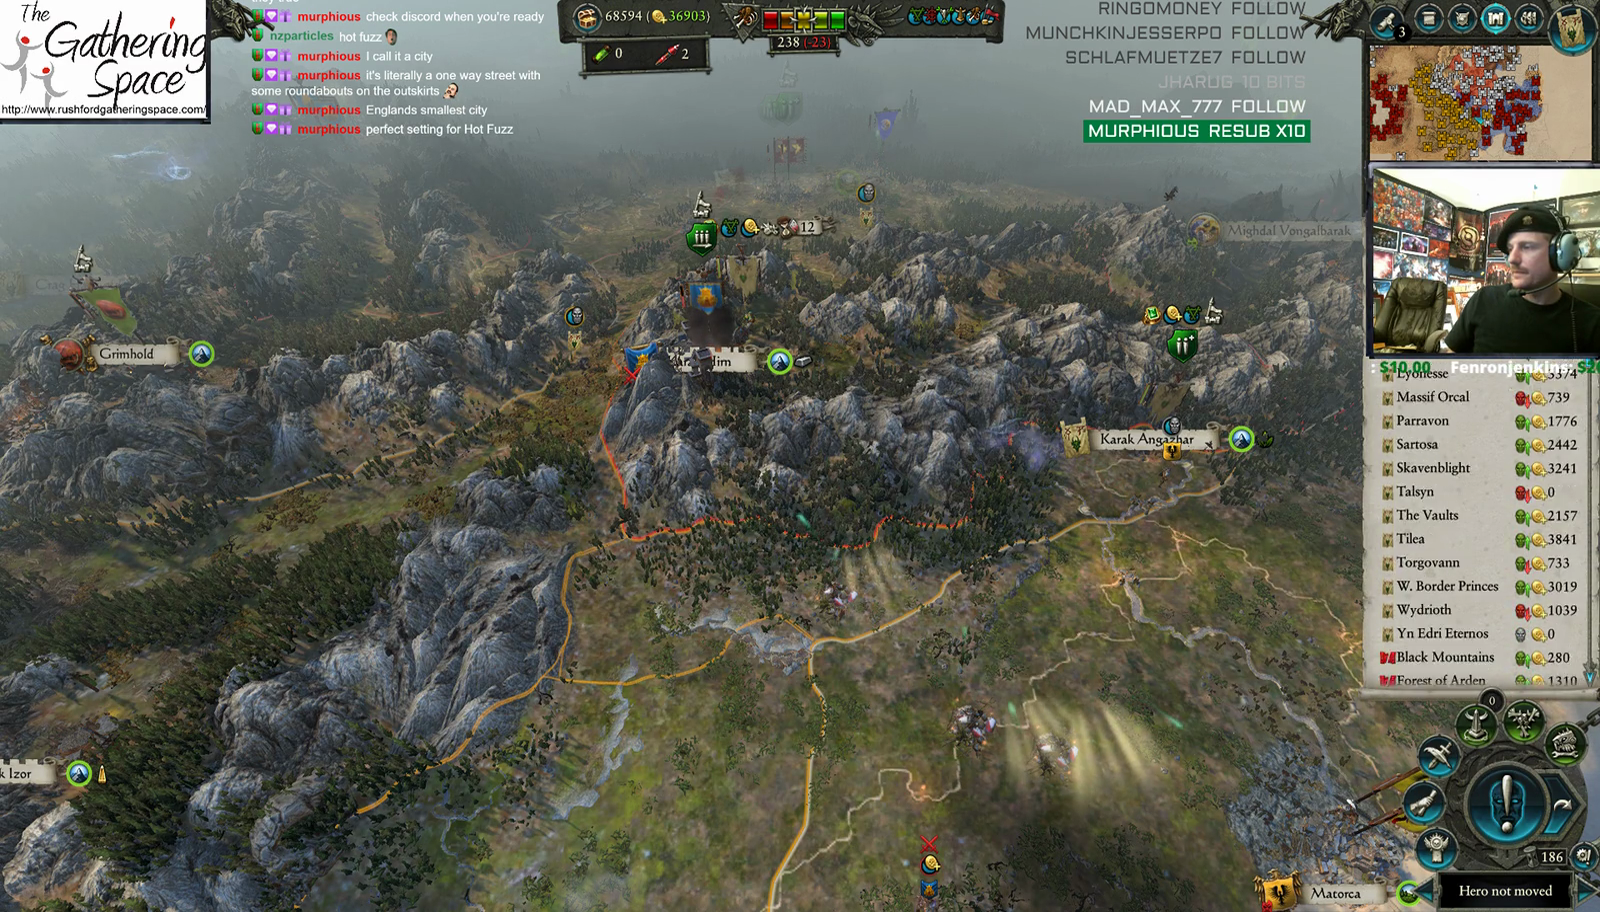 The
Gathering
Space
http://www.rushfordgatheringspace.com/
murphious check discord when you're ready
nzparticles hot fuzz
murphious I call it a city
murphious it's literally a one way street with
some roundabouts on the outskirts
murphious Englands smallest city
murphious perfect setting for Hot Fuzz
68594 (36903)
238 (-23)
0
2
RINGOMONEY FOLLOW
MUNCHKINJESSERPO FOLLOW
SCHLAFMUETZE7 FOLLOW
JHARUG 10 BITS
MAD_MAX_777 FOLLOW
MURPHIOUS RESUB X10
3
12
Mighdal Vongalbarak
Grimhold
Karak Angazhar
k Izor
Matorca
: $10.00 Fenronjenkins: $2
Lyonesse 3374
Massif Orcal 739
Parravon 1776
Sartosa 2442
Skavenblight 3241
Talsyn 0
The Vaults 2157
Tilea 3841
Torgovann 733
W. Border Princes 3019
Wydrioth 1039
Yn Edri Eternos 0
Black Mountains 280
Forest of Arden 1310
0
186
Hero not moved